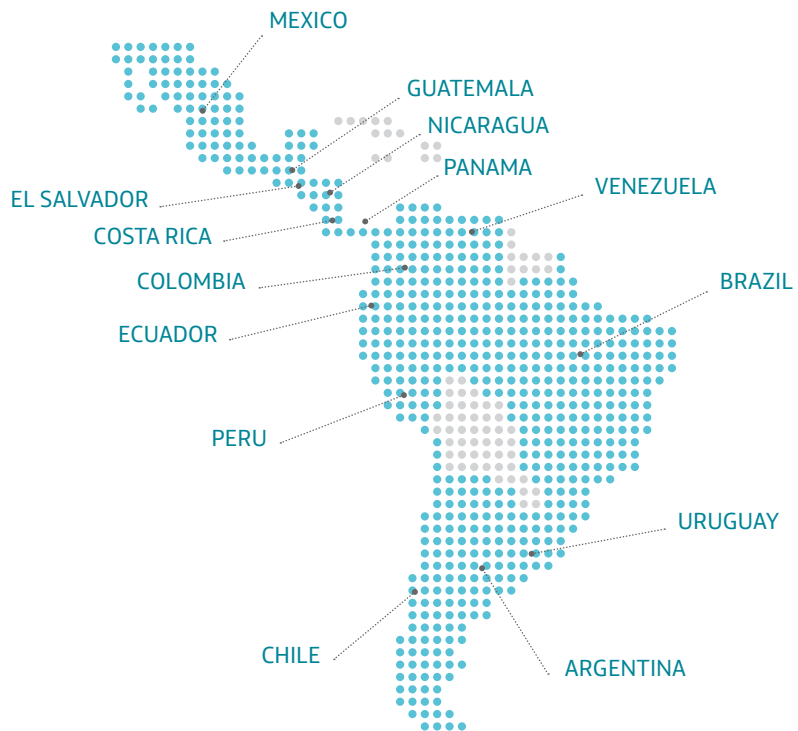 MEXICO
GUATEMALA
NICARAGUA
PANAMA
VENEZUELA
EL SALVADOR
COSTA RICA
COLOMBIA
BRAZIL
ECUADOR
PERU
URUGUAY
CHILE
ARGENTINA